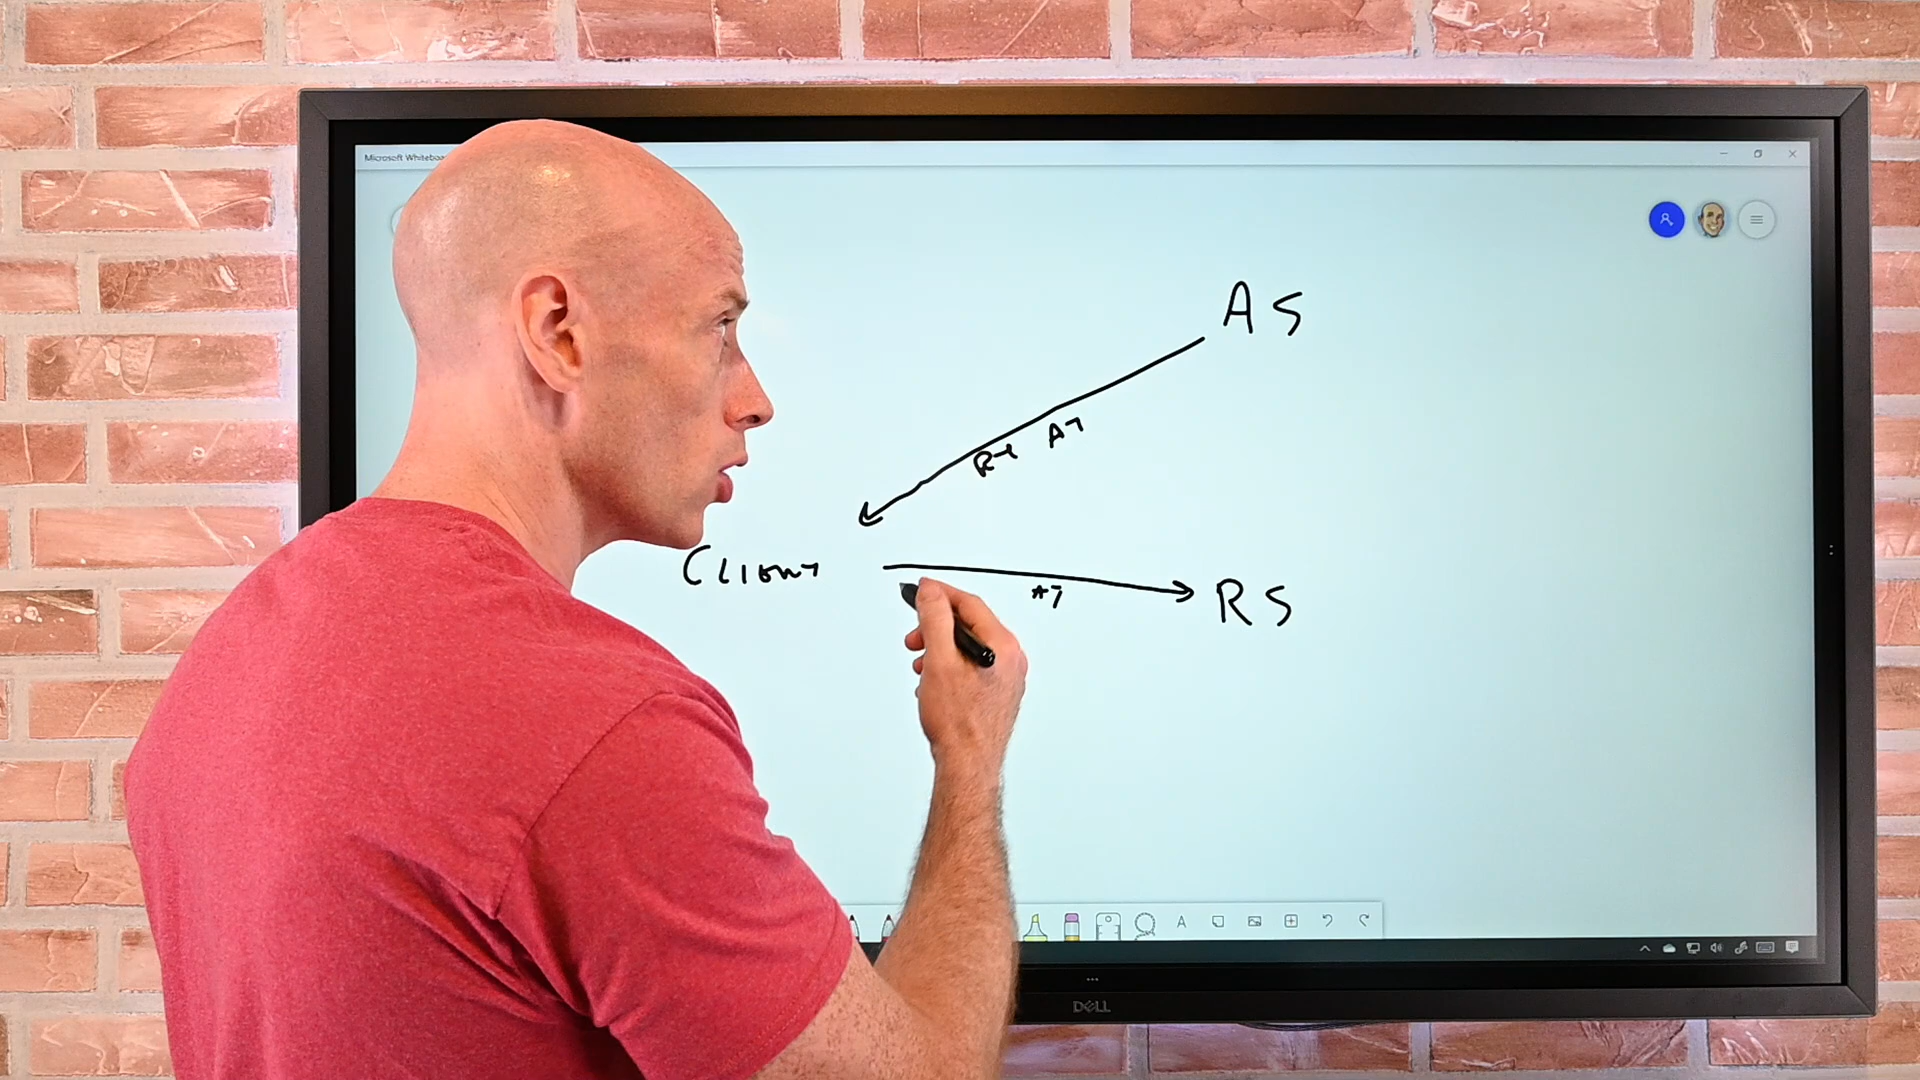 Microsoft Whiteboa
AS
RT AT
Client
AT
RS
A
DELL